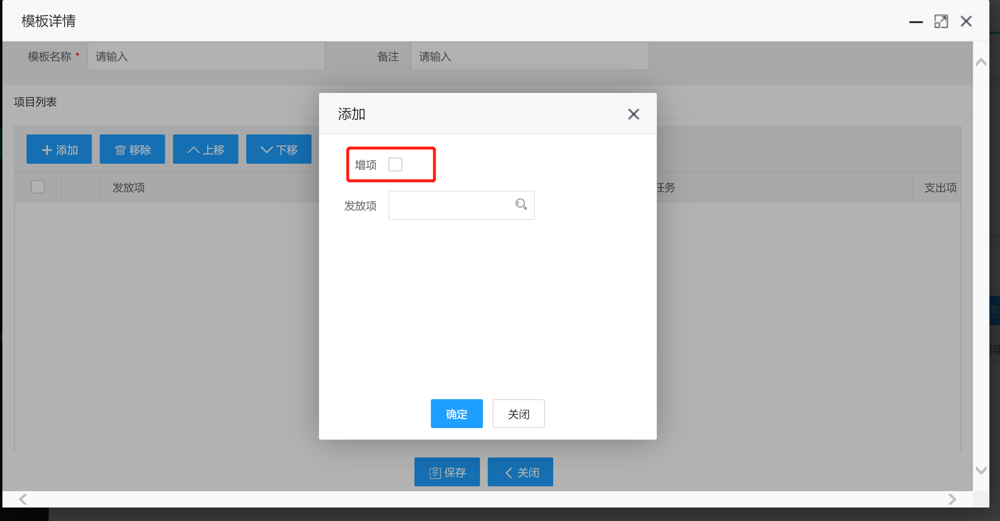 模板详情
模板名称 * 请输入 备注 请输入
项目列表
添加 移除 上移 下移
发放项 任务 支出项
添加
增项
发放项
确定 关闭
保存 关闭
出项